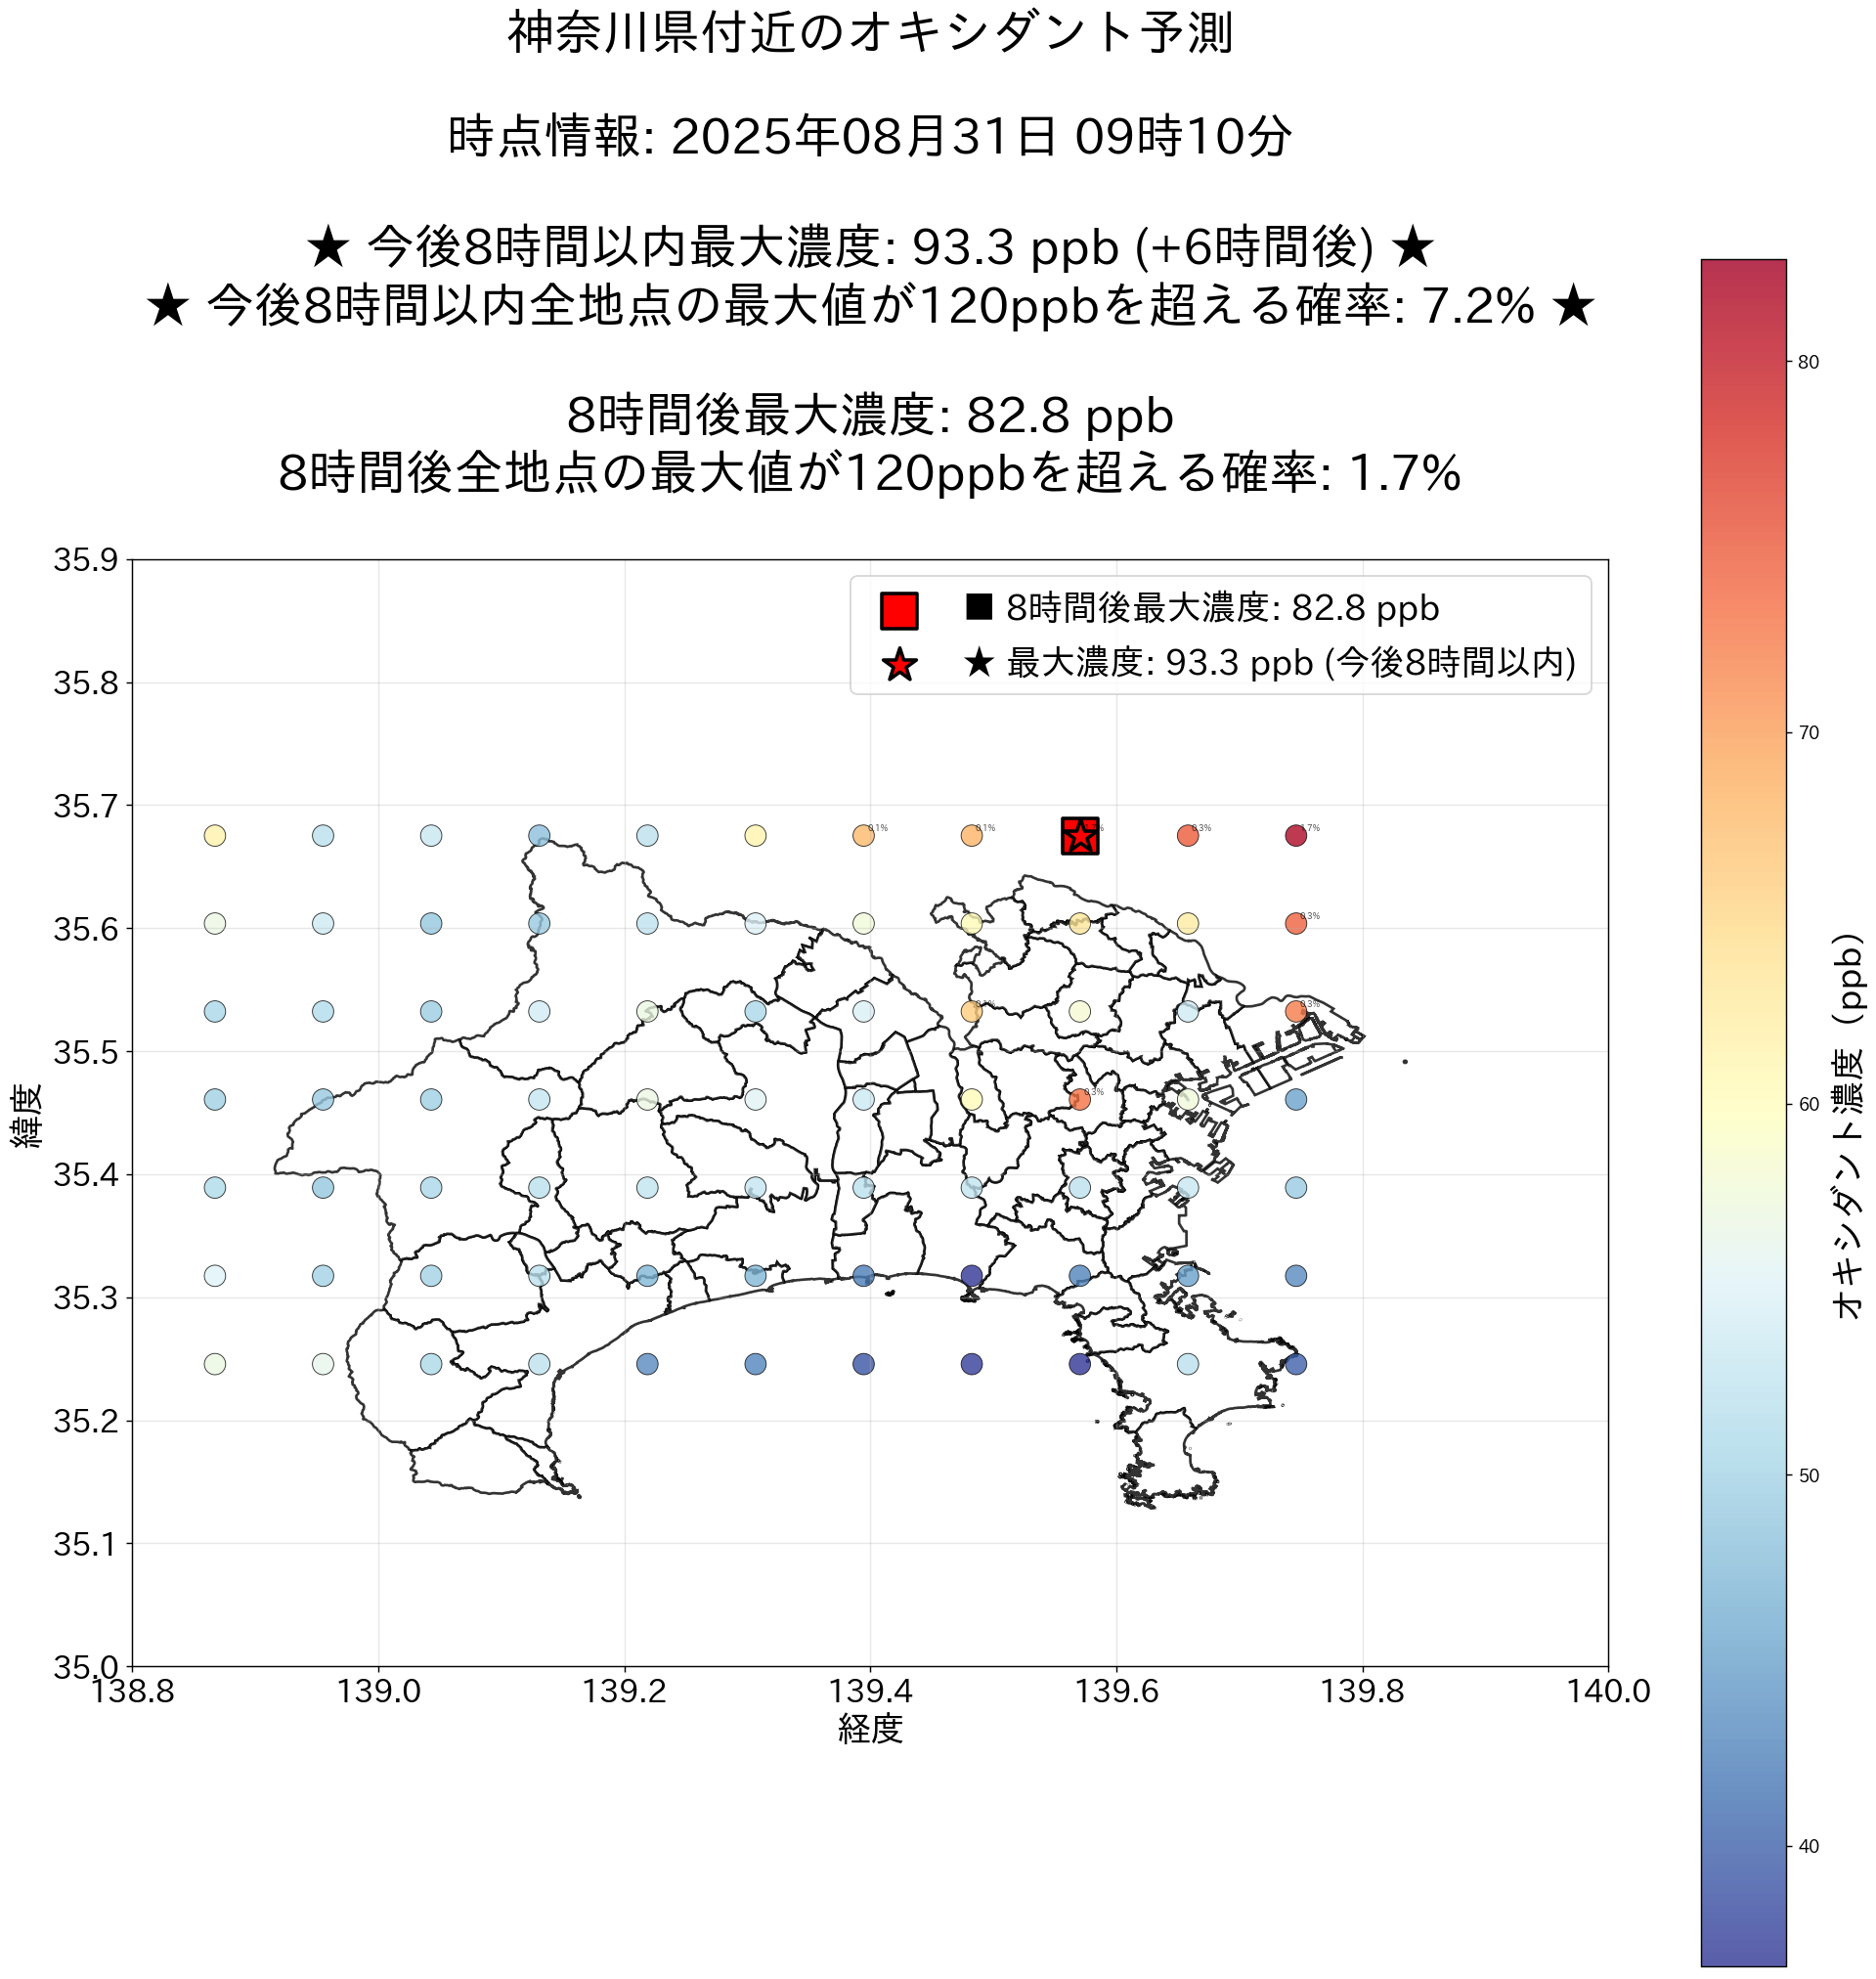 神奈川県付近のオキシダント予測
時点情報: 2025年08月31日 09時10分
★ 今後8時間以内最大濃度: 93.3 ppb (+6時間後) ★
★ 今後8時間以内全地点の最大値が120ppbを超える確率: 7.2% ★
8時間後最大濃度: 82.8 ppb
8時間後全地点の最大値が120ppbを超える確率: 1.7%
■ 8時間後最大濃度: 82.8 ppb
★ 最大濃度: 93.3 ppb (今後8時間以内)
35.9
35.8
35.7
35.6
35.5
35.4
35.3
35.2
35.1
35.0
緯度
0.1%
0.1%
0.3%
1.7%
0.3%
0.1%
0.3%
0.3%
138.8
139.0
139.2
139.4
139.6
139.8
140.0
経度
80
70
60
50
40
オキシダント濃度（ppb）